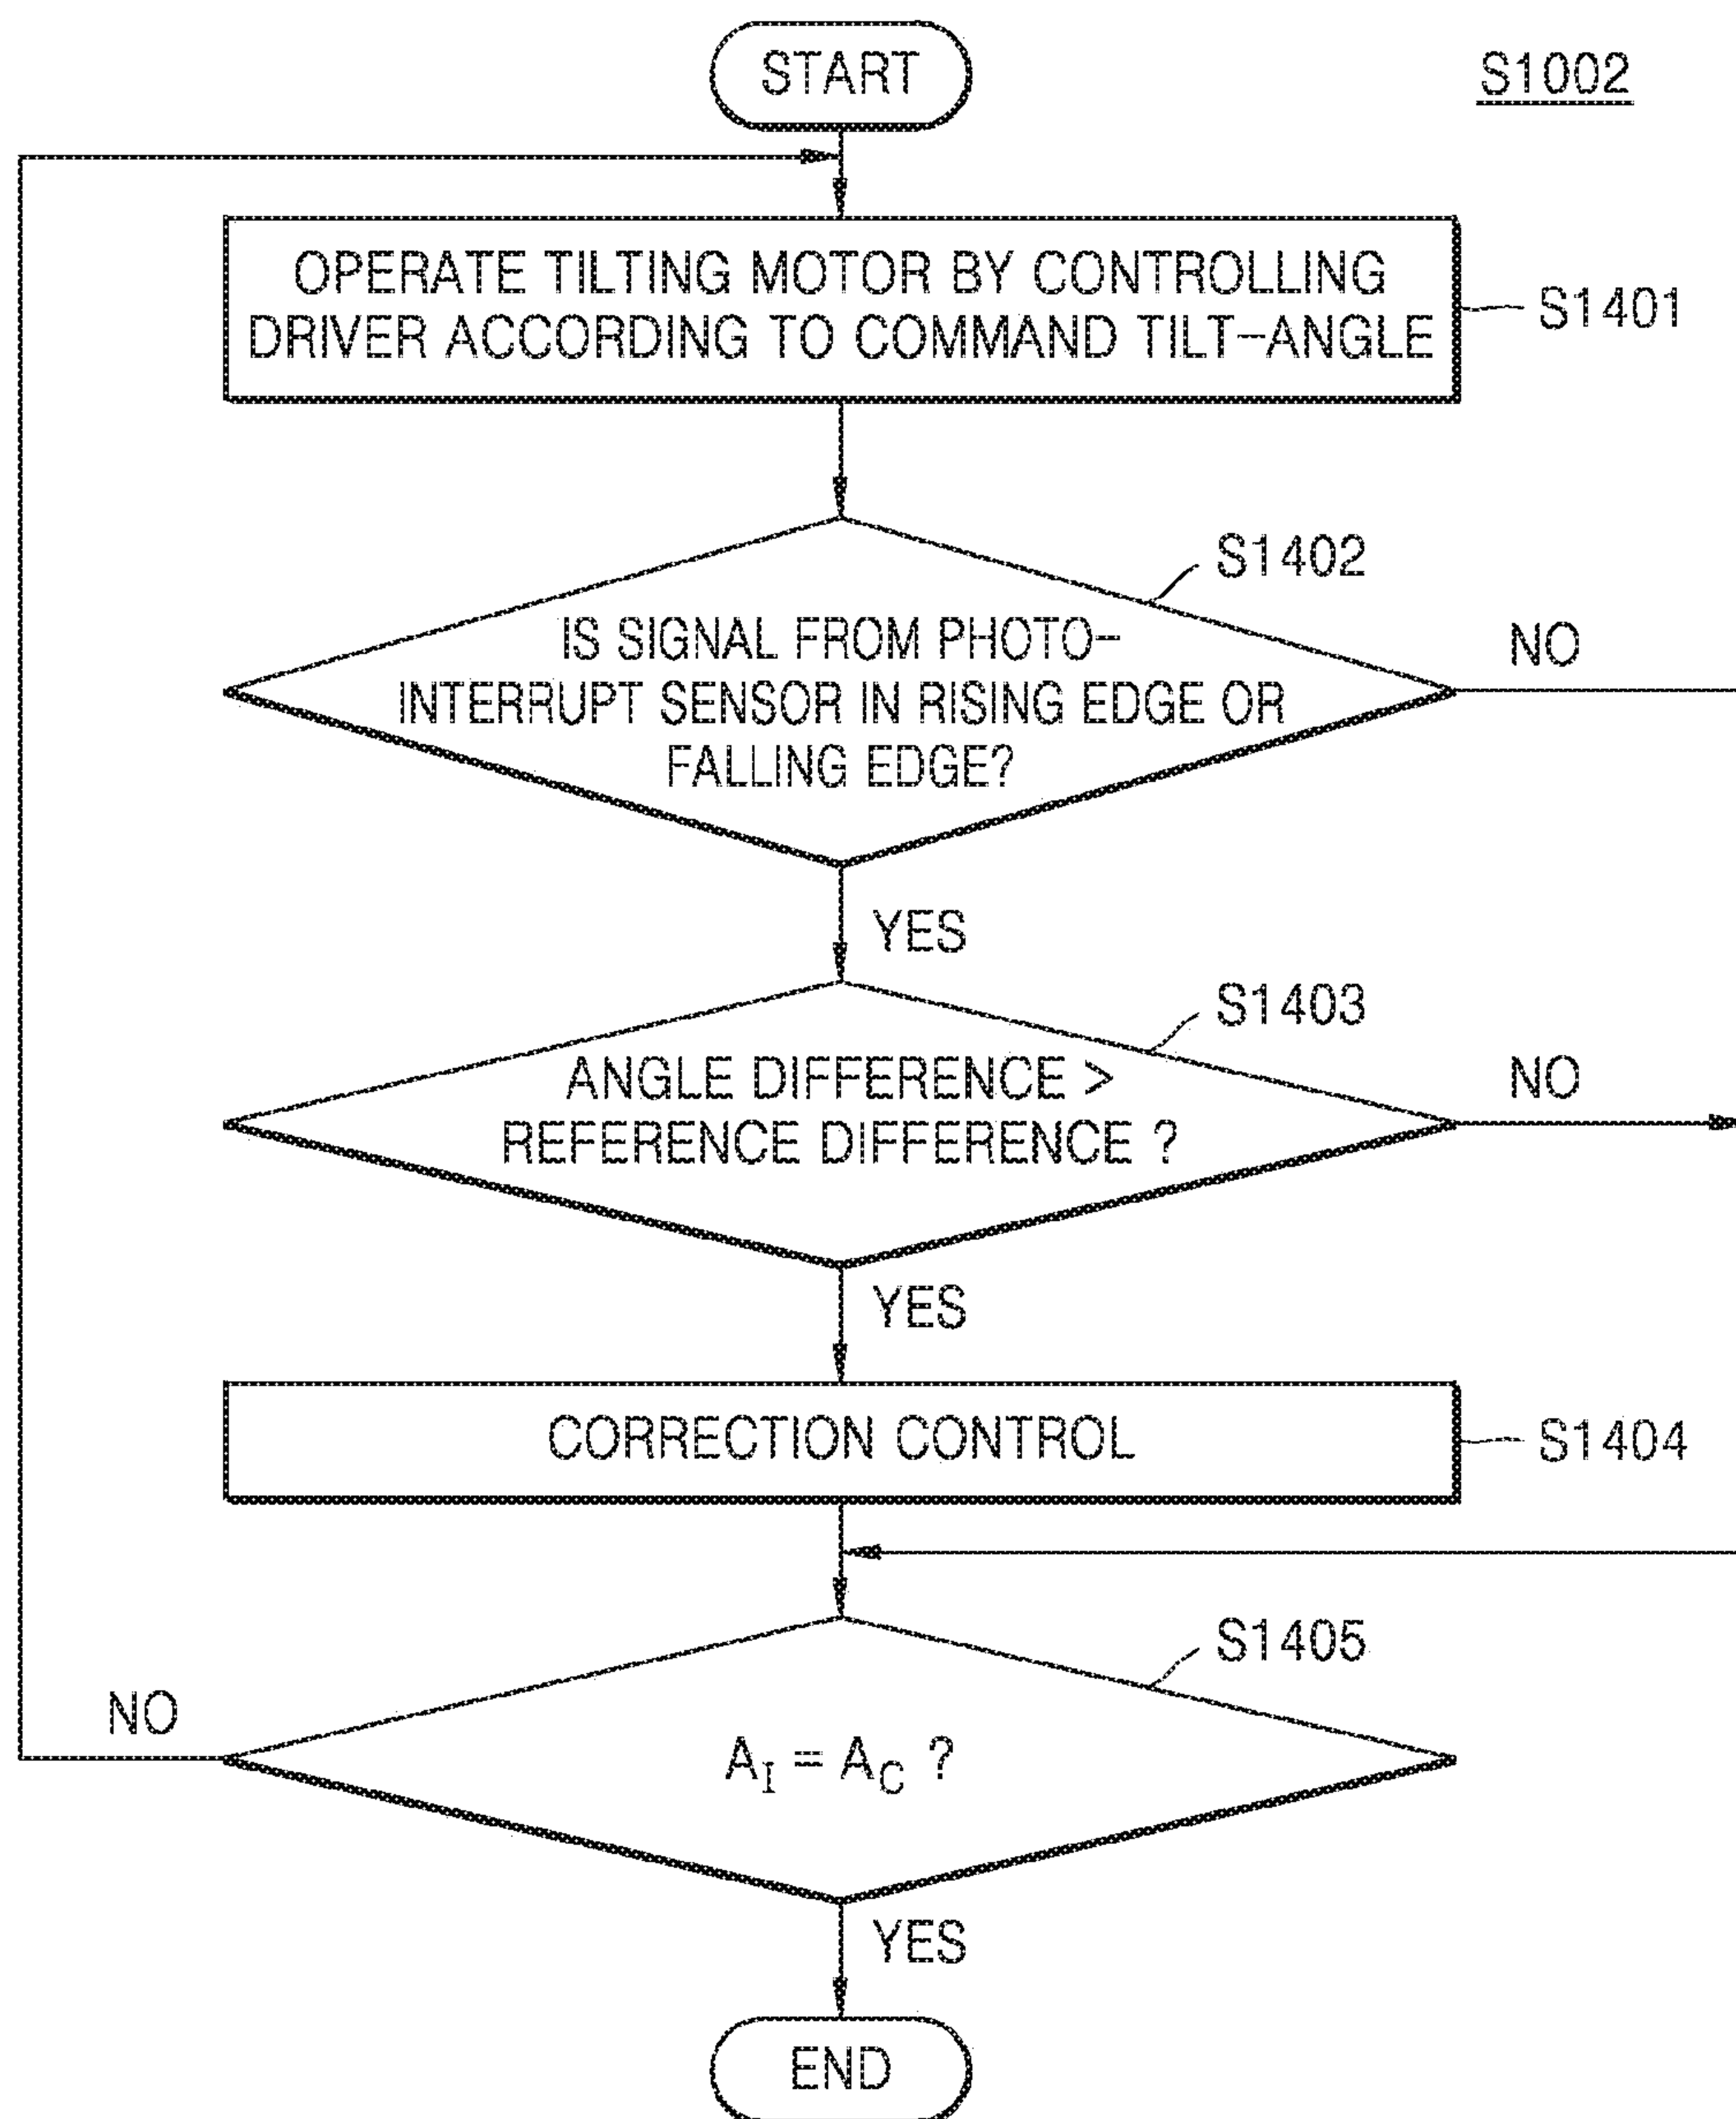 START
S1002
OPERATE TILTING MOTOR BY CONTROLLING
DRIVER ACCORDING TO COMMAND TILT-ANGLE
S1401
S1402
IS SIGNAL FROM PHOTO-
INTERRUPT SENSOR IN RISING EDGE OR
FALLING EDGE?
NO
YES
S1403
ANGLE DIFFERENCE >
REFERENCE DIFFERENCE ?
NO
YES
CORRECTION CONTROL
S1404
S1405
NO
A_I = A_C ?
YES
END